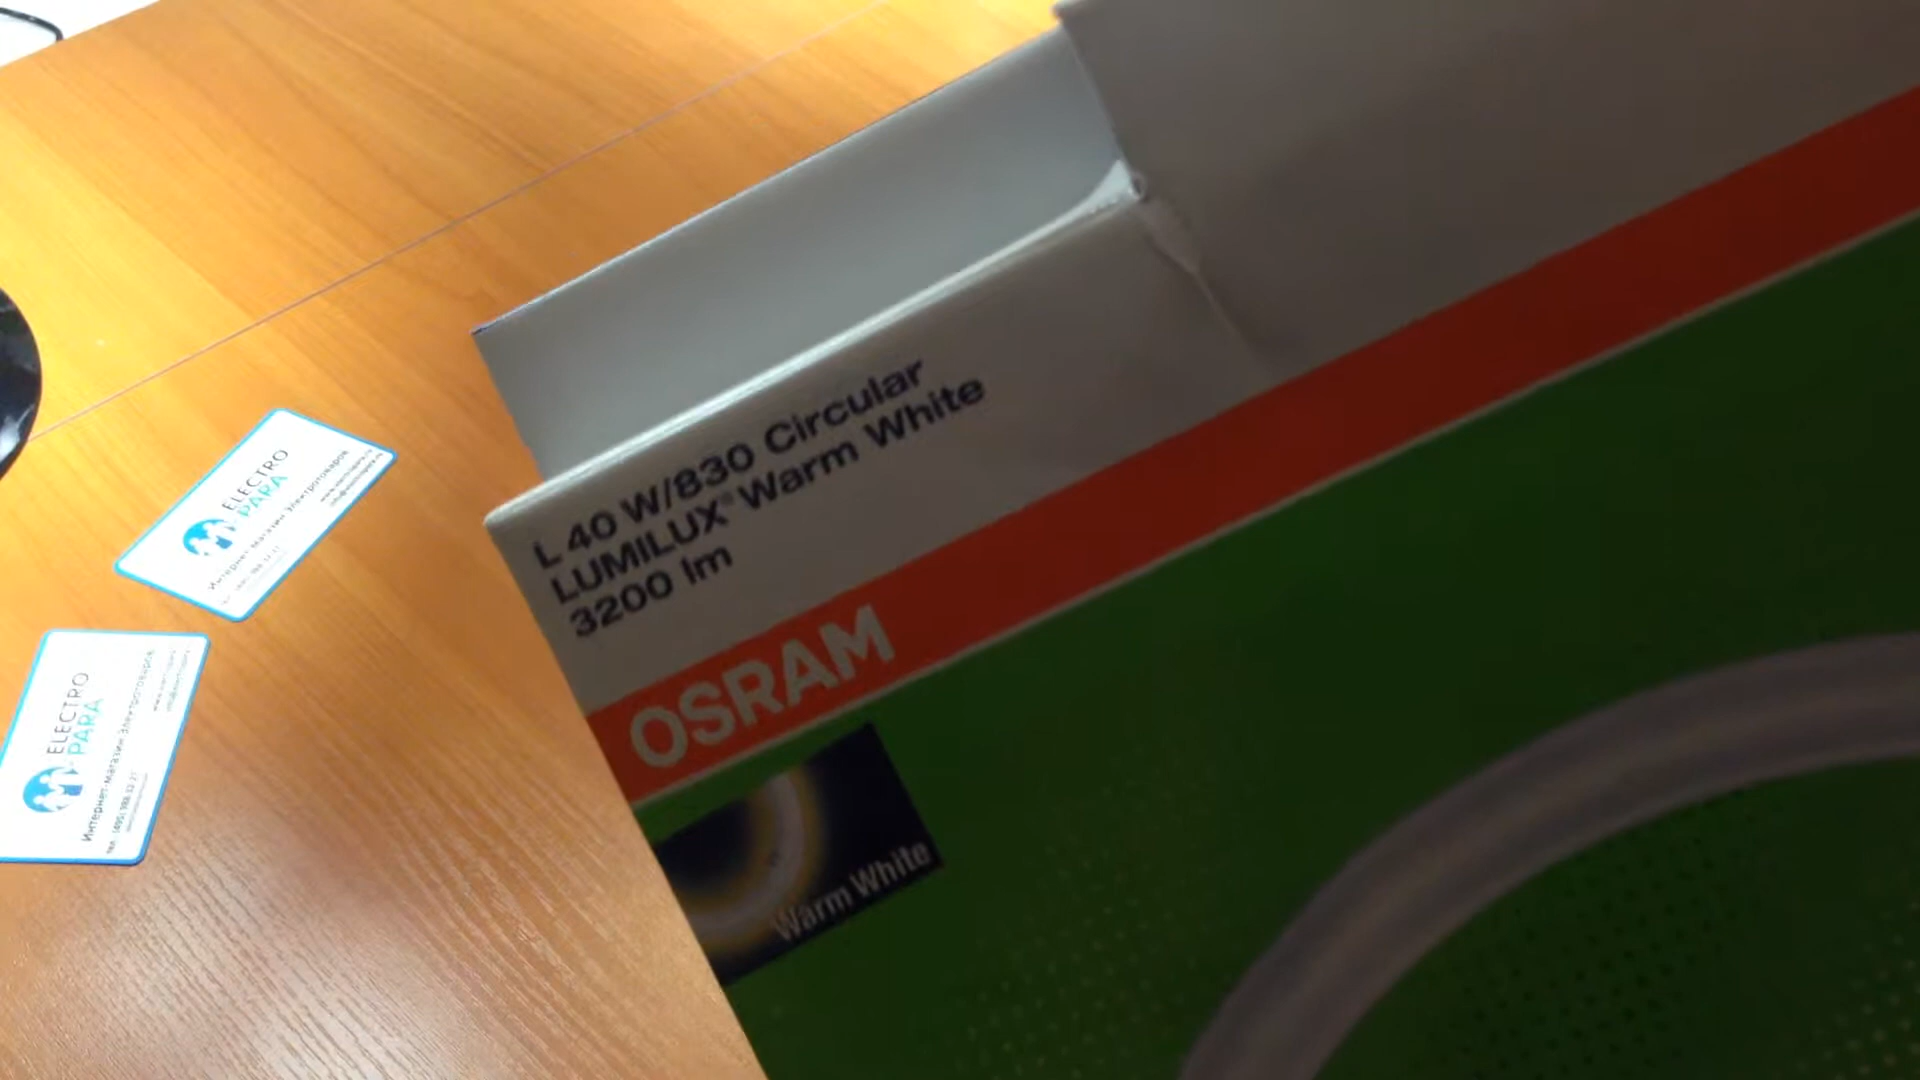 L 40 W/830 Circular
LUMILUX® Warm White
3200 lm
OSRAM
Warm White
ELECTRO
PARA
Интернет-магазин Электротоваров
ELECTRO
PARA
Интернет-магазин Электротоваров